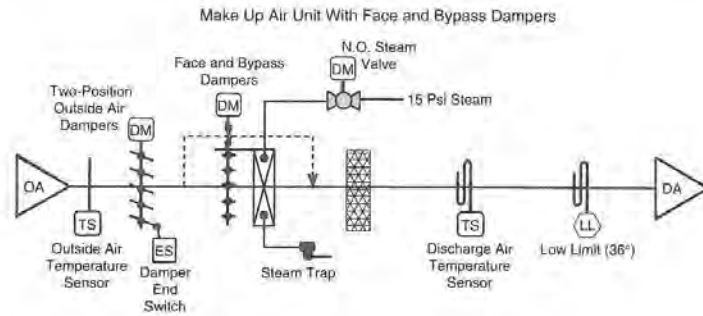 Make Up Air Unit With Face and Bypass Dampers
N.O. Steam
Valve
DM
Face and Bypass
Dampers
DM
15 Psi Steam
Two-Position
Outside Air
Dampers
DM
OA
DA
TS
Outside Air
Temperature
Sensor
ES
Damper
End
Switch
Steam Trap
TS
Discharge Air
Temperature
Sensor
LL
Low Limit (36°)